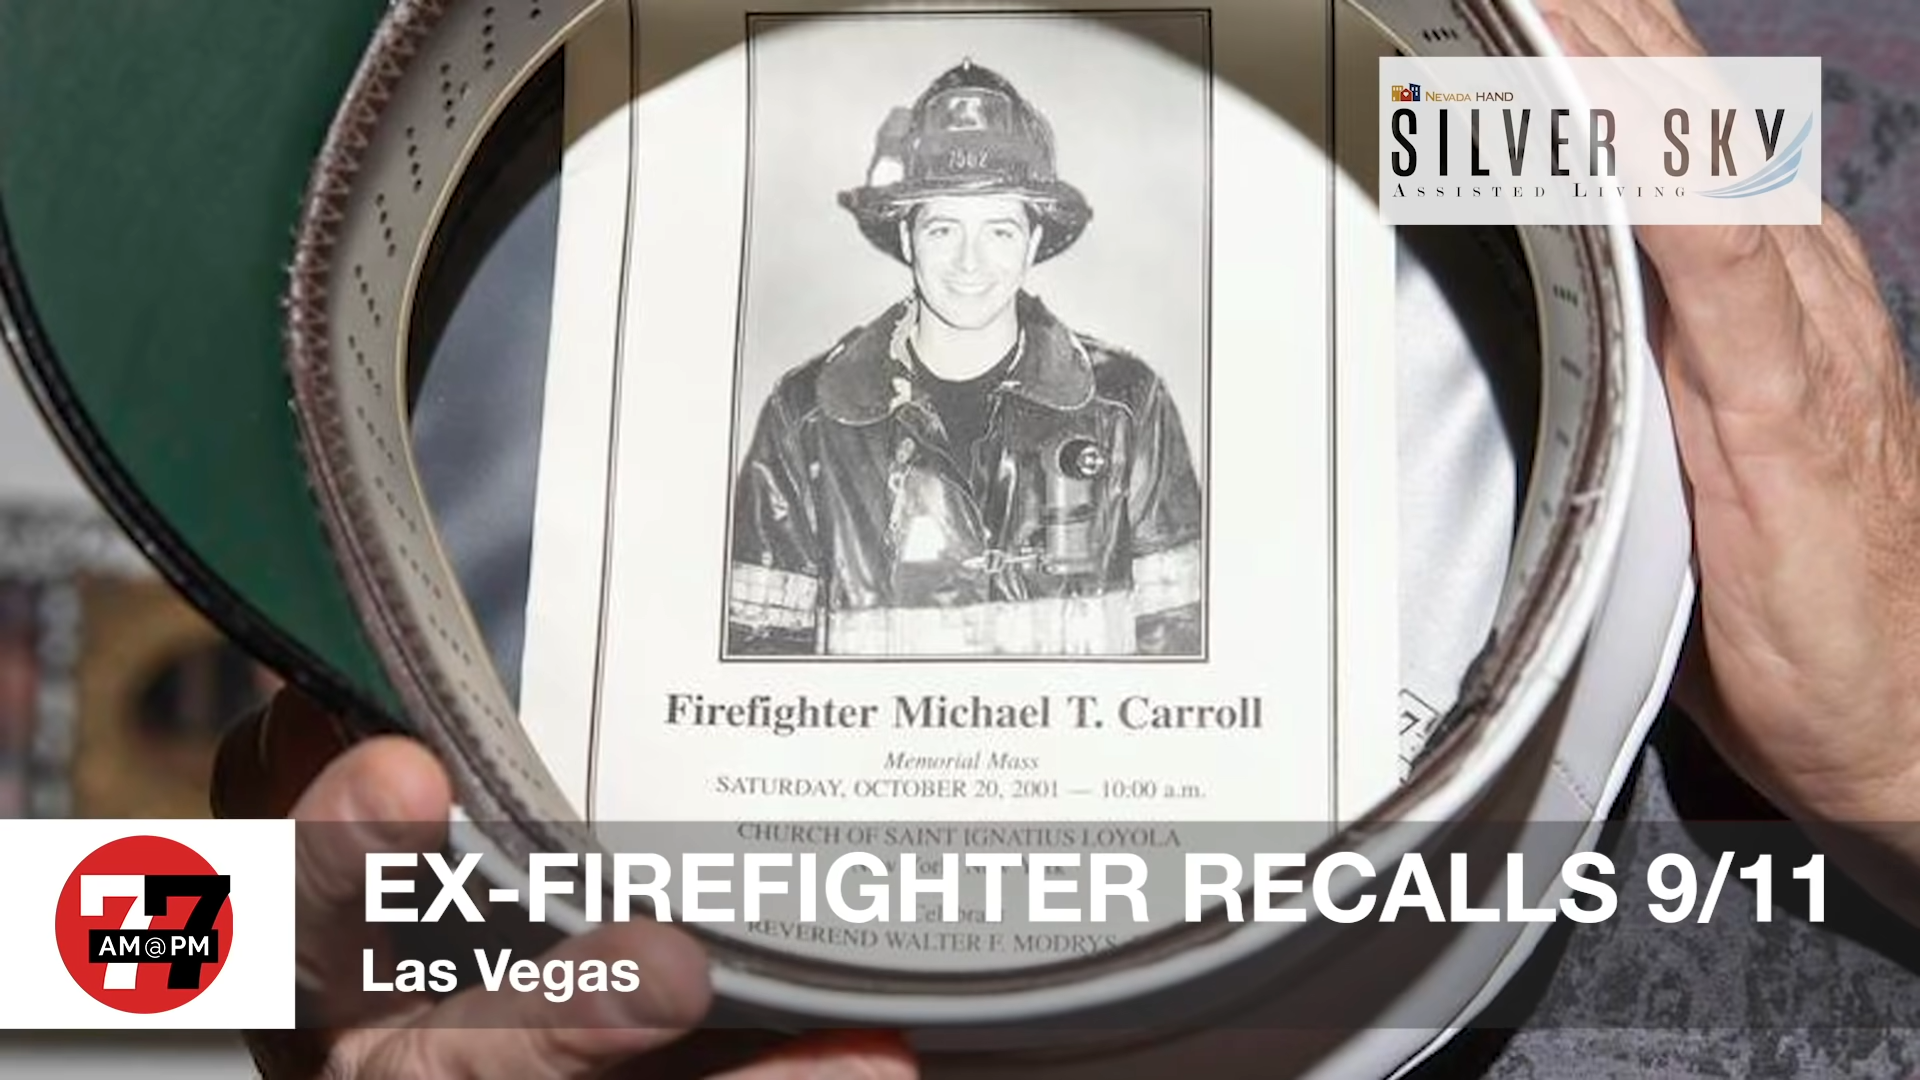 7562
NEVADA HAND
SILVER SKY
ASSISTED LIVING
Firefighter Michael T. Carroll
Memorial Mass
SATURDAY, OCTOBER 20, 2001 — 10:00 a.m.
CHURCH OF SAINT IGNATIUS LOYOLA
REVEREND WALTER F. MODRYS
77
AM@PM
EX-FIREFIGHTER RECALLS 9/11
Las Vegas